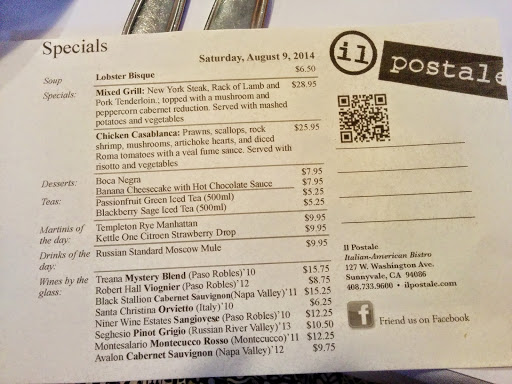 Specials
Saturday, August 9, 2014
Soup
Lobster Bisque $6.50
Specials:
Mixed Grill: New York Steak, Rack of Lamb and $28.95
Pork Tenderloin., topped with a mushroom and
peppercorn cabernet reduction. Served with mashed
potatoes and vegetables
Chicken Casablanca: Prawns, scallops, rock $25.95
shrimp, mushrooms, artichoke hearts, and diced
Roma tomatoes with a veal fume sauce. Served with
risotto and vegetables
Desserts: Boca Negra $7.95
Banana Cheesecake with Hot Chocolate Sauce $7.95
Teas: Passionfruit Green Iced Tea (500ml) $5.25
Blackberry Sage Iced Tea (500ml) $5.25
Martinis of Templeton Rye Manhattan $9.95
the day: Kettle One Citroen Strawberry Drop $9.95
Drinks of the Russian Standard Moscow Mule $9.95
day:
Wines by the Treana Mystery Blend (Paso Robles)'10 $15.75
glass: Robert Hall Viognier (Paso Robles)'12 $8.75
Black Stallion Cabernet Sauvignon(Napa Valley)'11 $15.25
Santa Christina Orvietto (Italy)'10 $6.25
Niner Wine Estates Sangiovese (Paso Robles)'10 $12.25
Seghesio Pinot Grigio (Russian River Valley)'13 $10.50
Montesalario Montecucco Rosso (Montecucco)'11 $12.25
Avalon Cabernet Sauvignon (Napa Valley)'12 $9.75
il postale
Il Postale
Italian-American Bistro
127 W. Washington Ave.
Sunnyvale, CA 94086
408.733.9600 • ilpostale.com
f Friend us on Facebook